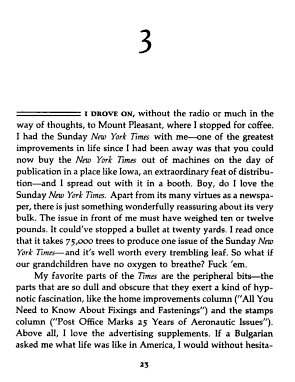 3
I DROVE ON, without the radio or much in the
way of thoughts, to Mount Pleasant, where I stopped for coffee.
I had the Sunday New York Times with me—one of the greatest
improvements in life since I had been away was that you could
now buy the New York Times out of machines on the day of
publication in a place like Iowa, an extraordinary feat of distribu-
tion—and I spread out with it in a booth. Boy, do I love the
Sunday New York Times. Apart from its many virtues as a newspa-
per, there is just something wonderfully reassuring about its very
bulk. The issue in front of me must have weighed ten or twelve
pounds. It could've stopped a bullet at twenty yards. I read once
that it takes 75,000 trees to produce one issue of the Sunday New
York Times—and it's well worth every trembling leaf. So what if
our grandchildren have no oxygen to breathe? Fuck 'em.
My favorite parts of the Times are the peripheral bits—the
parts that are so dull and obscure that they exert a kind of hyp-
notic fascination, like the home improvements column ("All You
Need to Know About Fixings and Fastenings") and the stamps
column ("Post Office Marks 25 Years of Aeronautic Issues").
Above all, I love the advertising supplements. If a Bulgarian
asked me what life was like in America, I would without hesita-
23